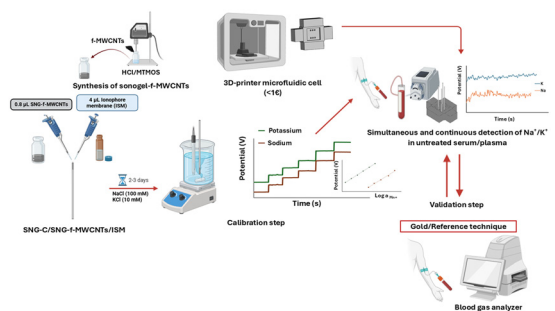 f-MWCNTs
HCl/MTMOS
Synthesis of sonogel-f-MWCNTs
0.8 µL SNG-f-MWCNTs
4 µL Ionophore
membrane (ISM)
2-3 days
NaCl (100 mM)
KCl (10 mM)
SNG-C/SNG-f-MWCNTs/ISM
3D-printer microfluidic cell
(<1€)
Potassium
Sodium
Potential (V)
Time (s)
Potential (V)
Log a
Calibration step
Potential (V)
K
Na
Time (s)
Simultaneous and continuous detection of Na⁺/K⁺
in untreated serum/plasma
Validation step
Gold/Reference technique
Blood gas analyzer